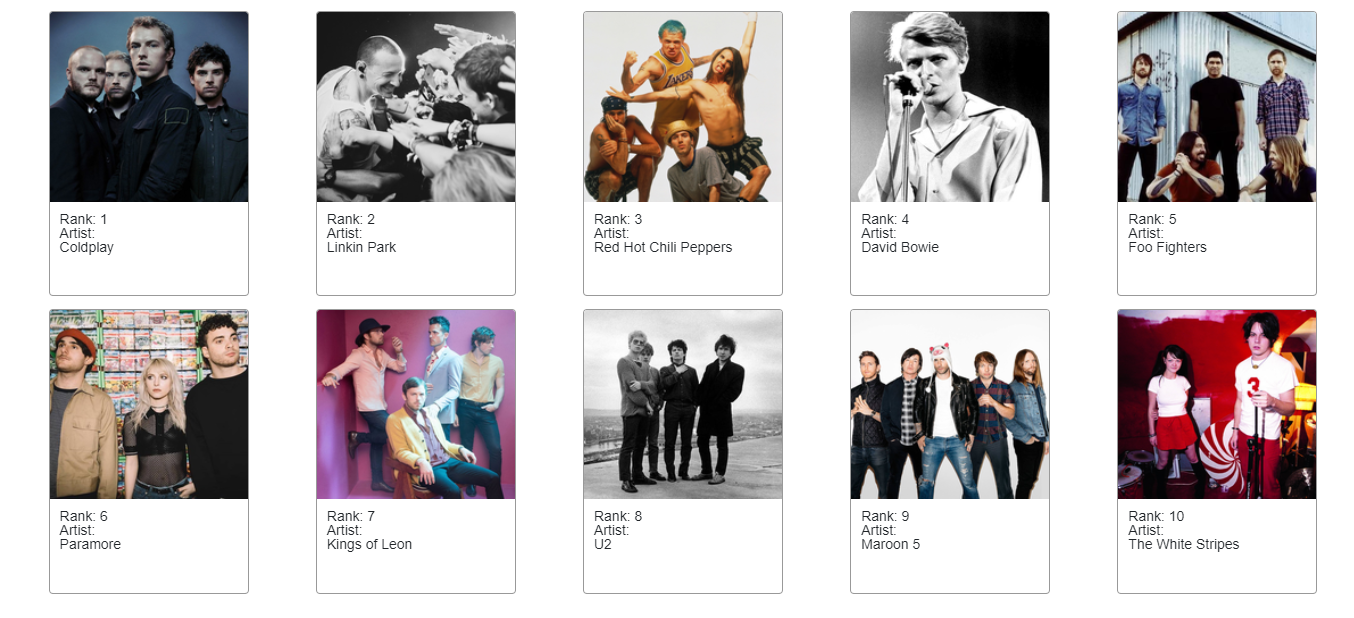 LAKERS
Rank: 1
Artist:
Coldplay
Rank: 2
Artist:
Linkin Park
Rank: 3
Artist:
Red Hot Chili Peppers
Rank: 4
Artist:
David Bowie
Rank: 5
Artist:
Foo Fighters
3
Rank: 6
Artist:
Paramore
Rank: 7
Artist:
Kings of Leon
Rank: 8
Artist:
U2
Rank: 9
Artist:
Maroon 5
Rank: 10
Artist:
The White Stripes